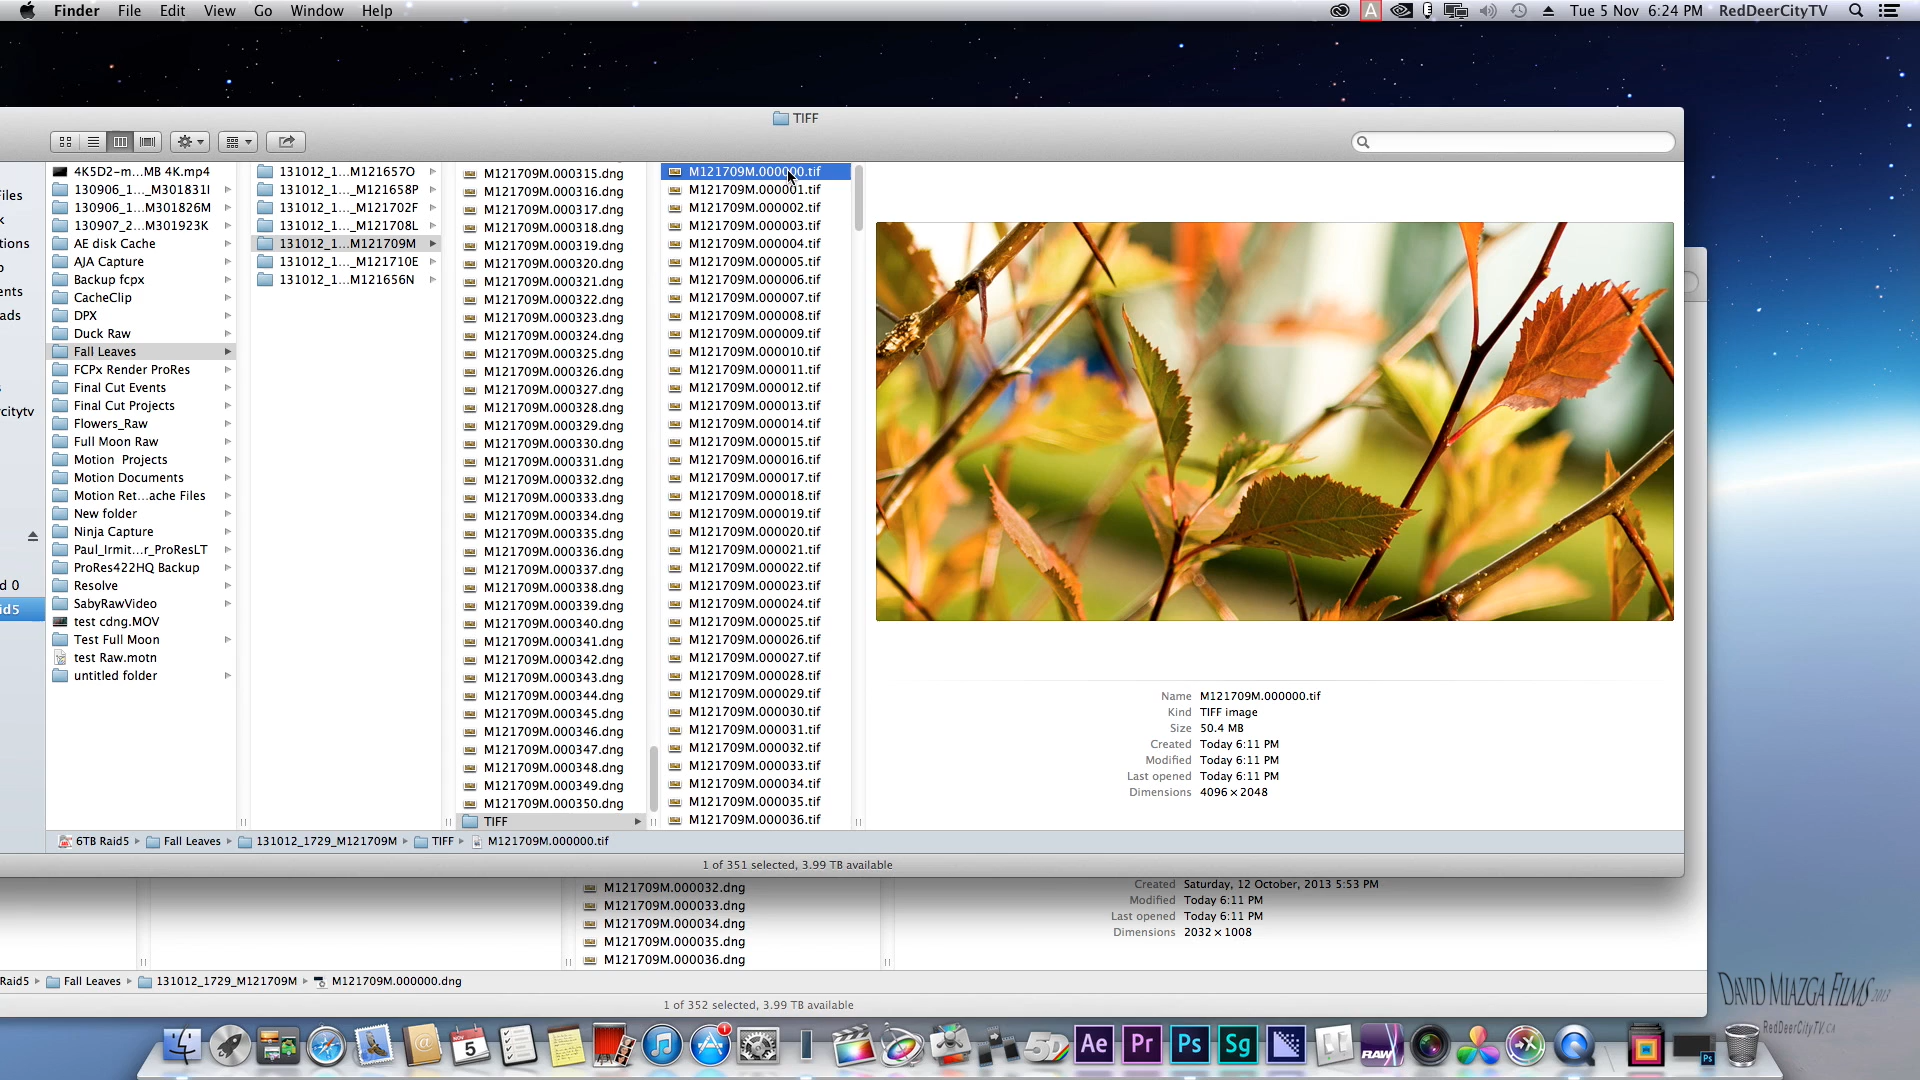 Finder File Edit View Go Window Help
A
Tue 5 Nov 6:24 PM RedDeerCityTV
TIFF
iles
k
tions
p
ents
ads
s
citytv
d 0
id5
4K5D2-m...MB 4K.mp4
130906_1..._M301831I
130906_1...M301826M
130907_2...M301923K
AE disk Cache
AJA Capture
Backup fcpx
CacheClip
DPX
Duck Raw
Fall Leaves
FCPx Render ProRes
Final Cut Events
Final Cut Projects
Flowers_Raw
Full Moon Raw
Motion Projects
Motion Documents
Motion Ret...ache Files
New folder
Ninja Capture
Paul_Irmit...r_ProResLT
ProRes422HQ Backup
Resolve
SabyRawVideo
test cdng.MOV
Test Full Moon
test Raw.motn
untitled folder
131012_1...M121657O
131012_1..._M121658P
131012_1..._M121702F
131012_1..._M121708L
131012_1...M121709M
131012_1..._M121710E
131012_1...M121656N
M121709M.000315.dng
M121709M.000316.dng
M121709M.000317.dng
M121709M.000318.dng
M121709M.000319.dng
M121709M.000320.dng
M121709M.000321.dng
M121709M.000322.dng
M121709M.000323.dng
M121709M.000324.dng
M121709M.000325.dng
M121709M.000326.dng
M121709M.000327.dng
M121709M.000328.dng
M121709M.000329.dng
M121709M.000330.dng
M121709M.000331.dng
M121709M.000332.dng
M121709M.000333.dng
M121709M.000334.dng
M121709M.000335.dng
M121709M.000336.dng
M121709M.000337.dng
M121709M.000338.dng
M121709M.000339.dng
M121709M.000340.dng
M121709M.000341.dng
M121709M.000342.dng
M121709M.000343.dng
M121709M.000344.dng
M121709M.000345.dng
M121709M.000346.dng
M121709M.000347.dng
M121709M.000348.dng
M121709M.000349.dng
M121709M.000350.dng
TIFF
M121709M.000000.tif
M121709M.000001.tif
M121709M.000002.tif
M121709M.000003.tif
M121709M.000004.tif
M121709M.000005.tif
M121709M.000006.tif
M121709M.000007.tif
M121709M.000008.tif
M121709M.000009.tif
M121709M.000010.tif
M121709M.000011.tif
M121709M.000012.tif
M121709M.000013.tif
M121709M.000014.tif
M121709M.000015.tif
M121709M.000016.tif
M121709M.000017.tif
M121709M.000018.tif
M121709M.000019.tif
M121709M.000020.tif
M121709M.000021.tif
M121709M.000022.tif
M121709M.000023.tif
M121709M.000024.tif
M121709M.000025.tif
M121709M.000026.tif
M121709M.000027.tif
M121709M.000028.tif
M121709M.000029.tif
M121709M.000030.tif
M121709M.000031.tif
M121709M.000032.tif
M121709M.000033.tif
M121709M.000034.tif
M121709M.000035.tif
M121709M.000036.tif
Name M121709M.000000.tif
Kind TIFF image
Size 50.4 MB
Created Today 6:11 PM
Modified Today 6:11 PM
Last opened Today 6:11 PM
Dimensions 4096 × 2048
6TB Raid5 Fall Leaves 131012_1729_M121709M TIFF M121709M.000000.tif
1 of 351 selected, 3.99 TB available
M121709M.000032.dng
M121709M.000033.dng
M121709M.000034.dng
M121709M.000035.dng
M121709M.000036.dng
Created Saturday, 12 October, 2013 5:53 PM
Modified Today 6:11 PM
Last opened Today 6:11 PM
Dimensions 2032 × 1008
Raid5 Fall Leaves 131012_1729_M121709M M121709M.000000.dng
1 of 352 selected, 3.99 TB available
DAVID MIAZGA FILMS 2013
RedDeerCityTV.CA
NOV
5
1
5D
Ae
Pr
Ps
Sg
RAW
Ps